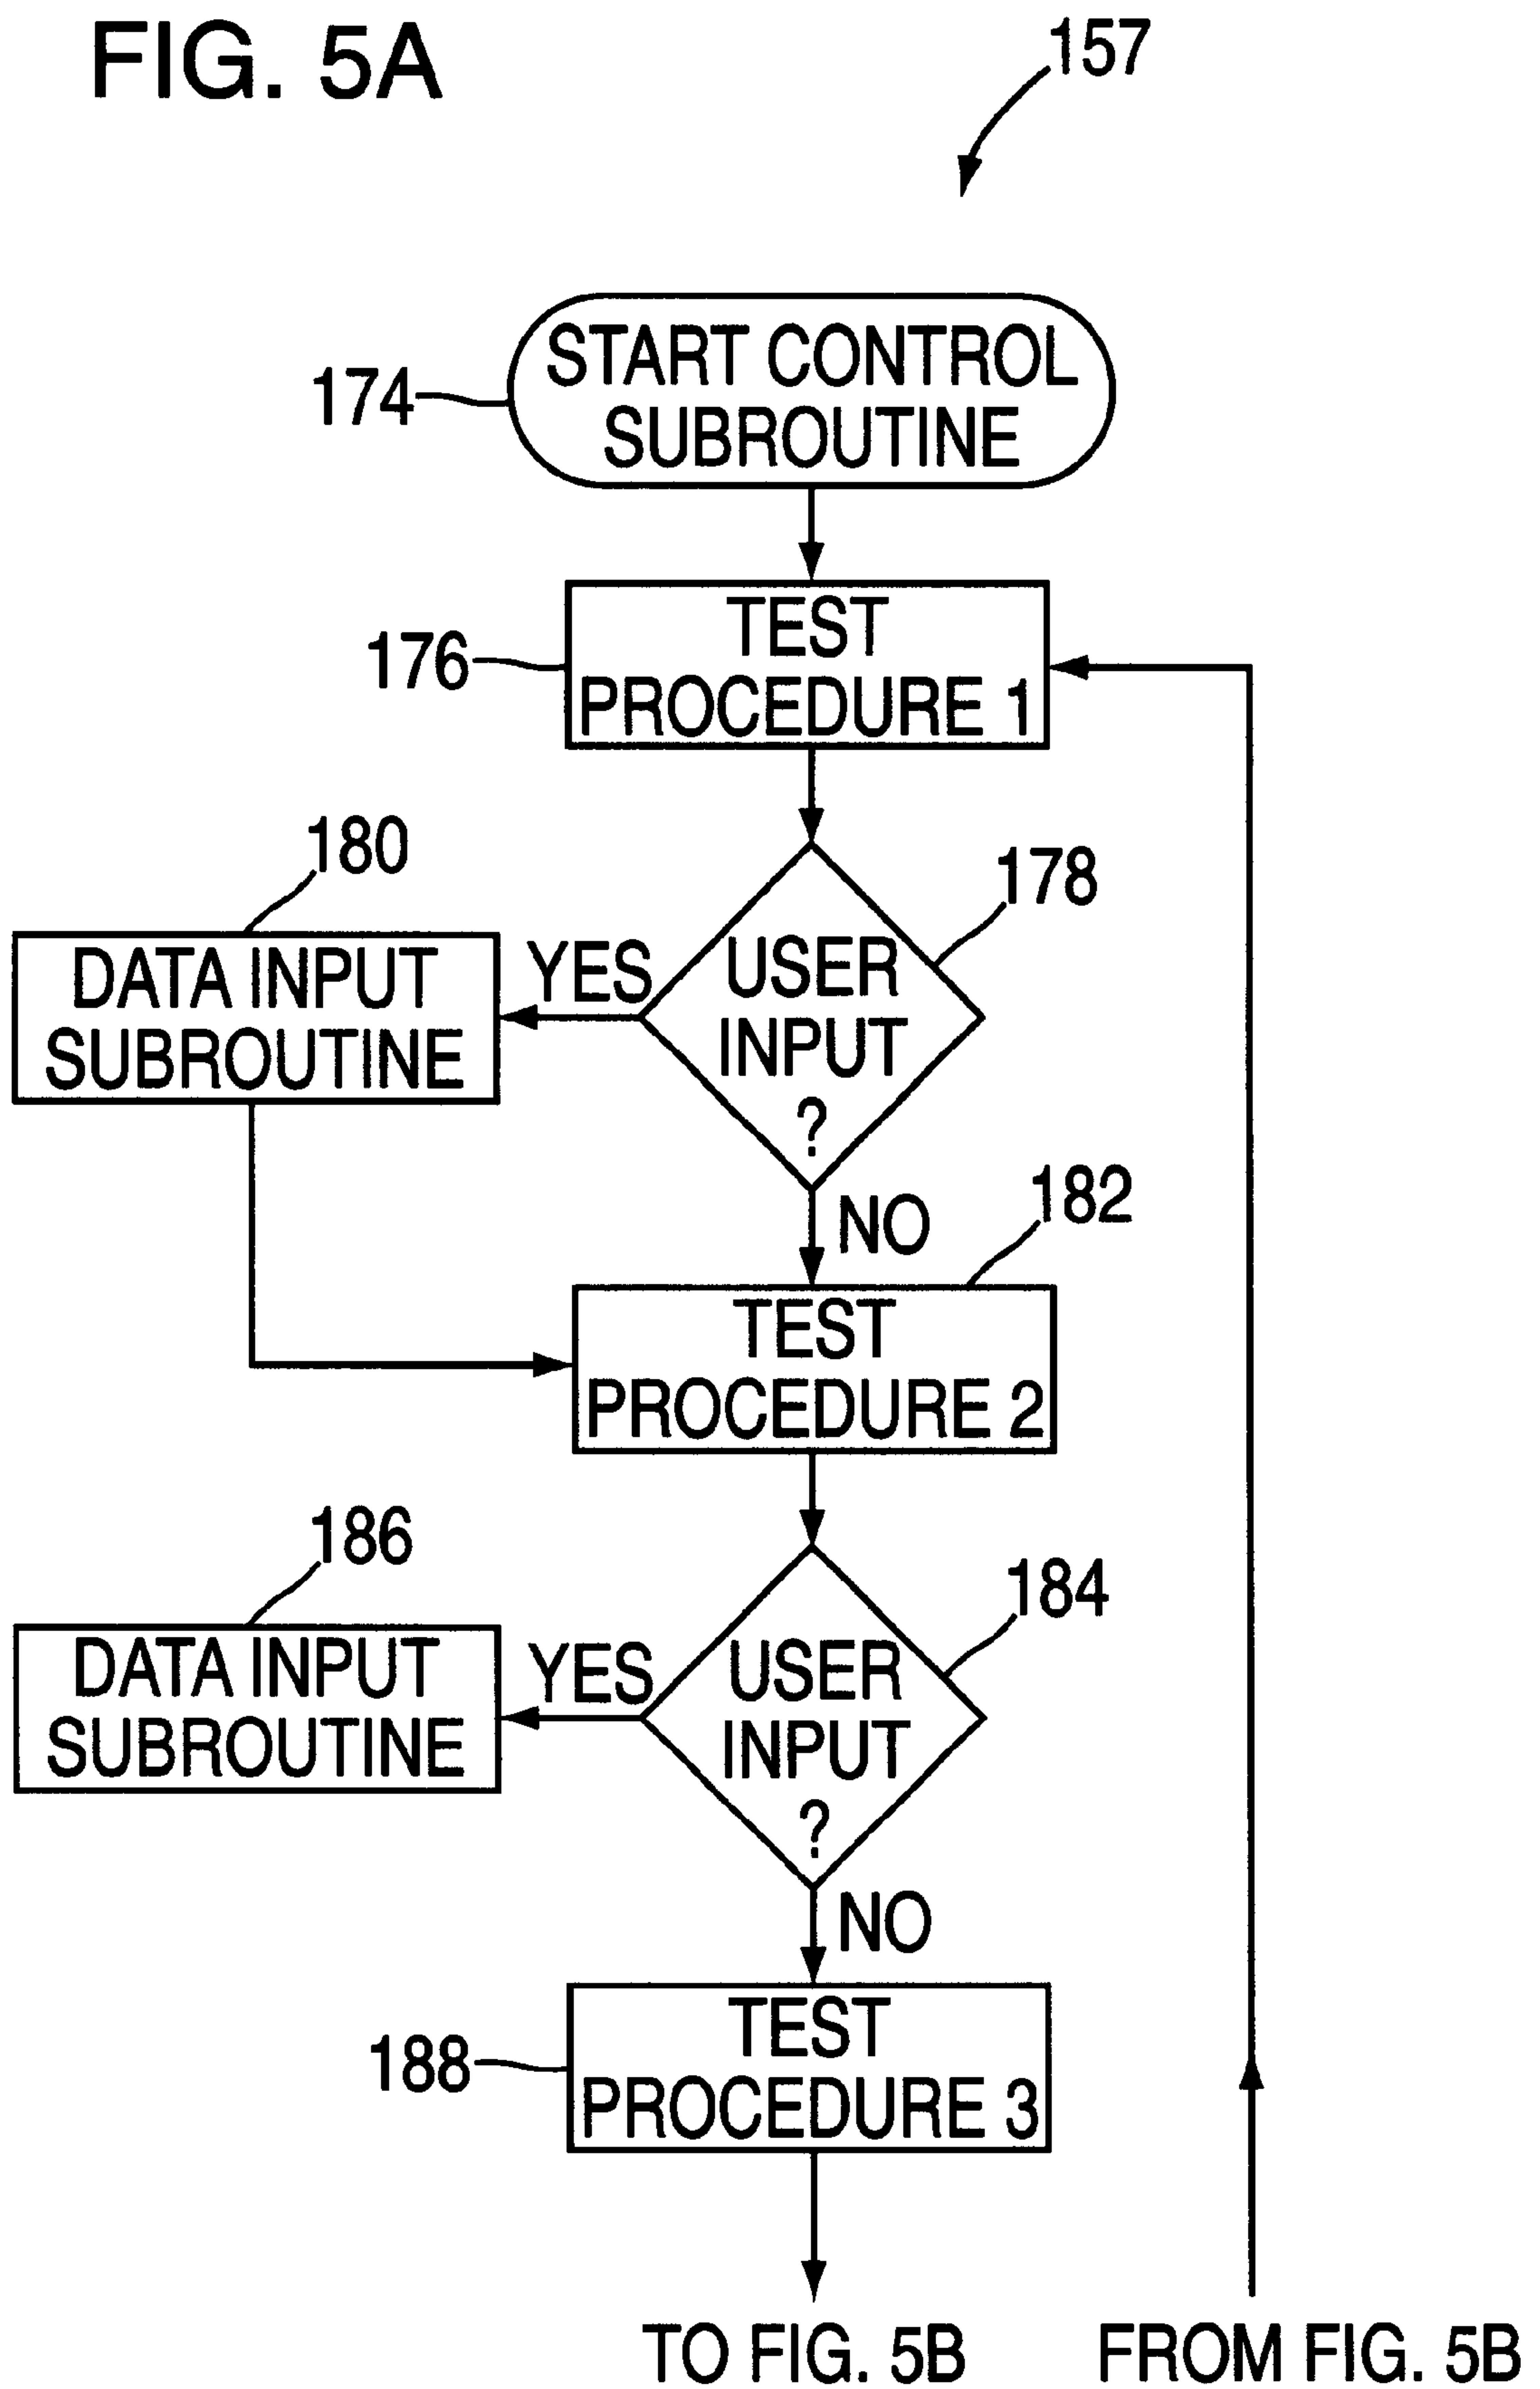 FIG. 5A
157
START CONTROL
SUBROUTINE
174
TEST
PROCEDURE 1
176
180
178
DATA INPUT
SUBROUTINE
YES
USER
INPUT
?
NO
182
TEST
PROCEDURE 2
186
184
DATA INPUT
SUBROUTINE
YES
USER
INPUT
?
NO
TEST
PROCEDURE 3
188
TO FIG. 5B
FROM FIG. 5B